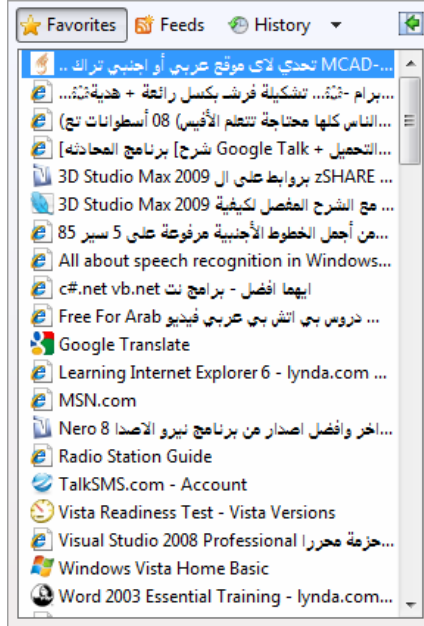 Favorites Feeds History
MCAD-... تحدي لاى موقع عربي أو اجنبي تراك ..
...برام -ثقة... تشكيلة فرش بكسل رائعة + هدية
...الناس كلها محتاجة تتعلم الأفيس) 08 أسطوانات تع)
...التحميل + Google Talk شرح] برنامج المحادثه]
3D Studio Max 2009 بروابط على ال zSHARE ...
3D Studio Max 2009 مع الشرح المفصل لكيفية ...
...من أجمل الخطوط الأجنبية مرفوعة على 5 سير 85
All about speech recognition in Windows...
c#.net vb.net ايهما افضل - برامج نت
Free For Arab دروس بي اتش بي عربي فيديو ...
Google Translate
Learning Internet Explorer 6 - lynda.com ...
MSN.com
Nero 8 اخر وافضل اصدار من برنامج نيرو الاصدا...
Radio Station Guide
TalkSMS.com - Account
Vista Readiness Test - Vista Versions
Visual Studio 2008 Professional حزمة محررا...
Windows Vista Home Basic
Word 2003 Essential Training - lynda.com...